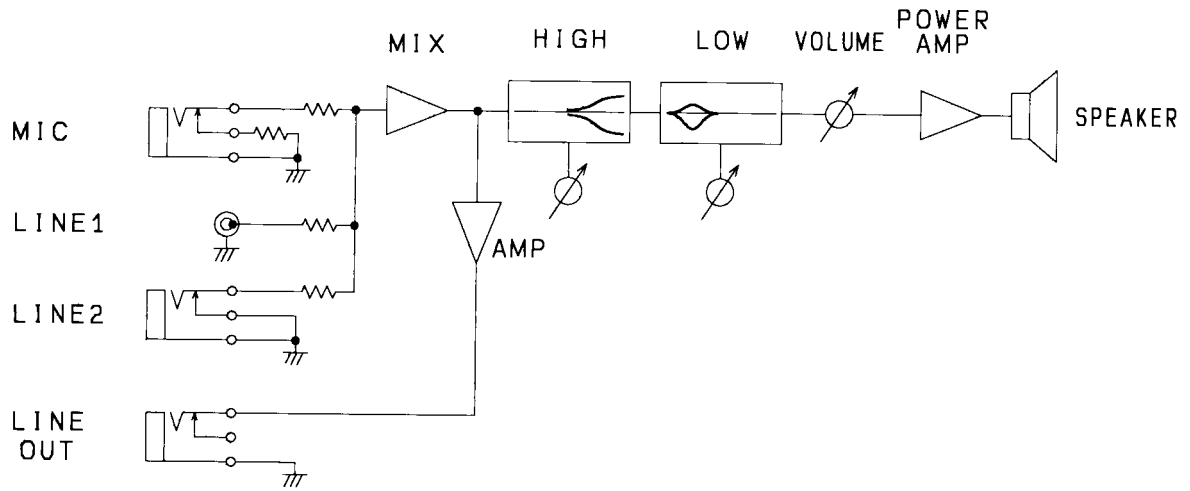 MIX
HIGH
LOW
VOLUME
POWER
AMP
MIC
SPEAKER
LINE1
AMP
LINE2
LINE
OUT